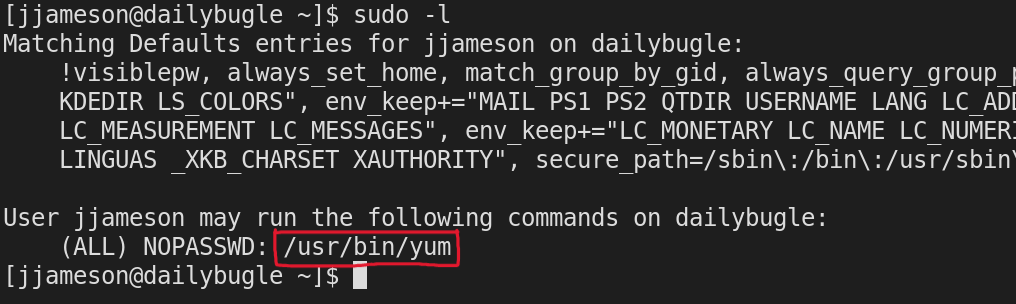 [jjameson@dailybugle ~]$ sudo -l
Matching Defaults entries for jjameson on dailybugle:
    !visiblepw, always_set_home, match_group_by_gid, always_query_group_p
    KDEDIR LS_COLORS", env_keep+="MAIL PS1 PS2 QTDIR USERNAME LANG LC_ADD
    LC_MEASUREMENT LC_MESSAGES", env_keep+="LC_MONETARY LC_NAME LC_NUMERI
    LINGUAS _XKB_CHARSET XAUTHORITY", secure_path=/sbin\:/bin\:/usr/sbin\
User jjameson may run the following commands on dailybugle:
    (ALL) NOPASSWD: /usr/bin/yum
[jjameson@dailybugle ~]$